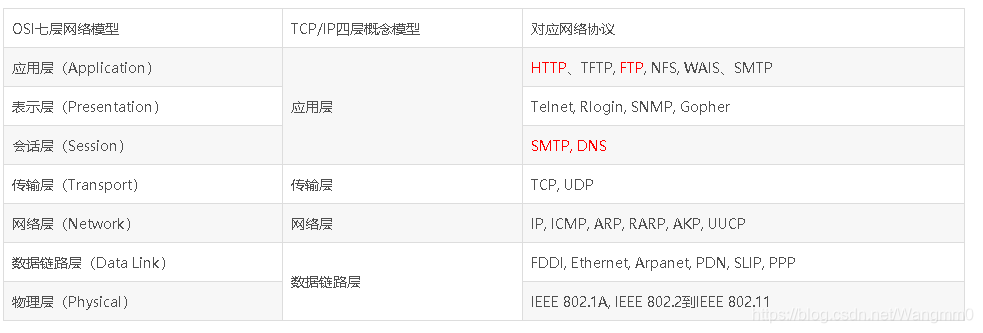 OSI七层网络模型 TCP/IP四层概念模型 对应网络协议
应用层（Application） HTTP、TFTP, FTP, NFS, WAIS、SMTP
表示层（Presentation） 应用层 Telnet, Rlogin, SNMP, Gopher
会话层（Session） SMTP, DNS
传输层（Transport） 传输层 TCP, UDP
网络层（Network） 网络层 IP, ICMP, ARP, RARP, AKP, UUCP
数据链路层（Data Link） 数据链路层 FDDI, Ethernet, Arpanet, PDN, SLIP, PPP
物理层（Physical） IEEE 802.1A, IEEE 802.2到IEEE 802.11
https://blog.csdn.net/Wangmm0